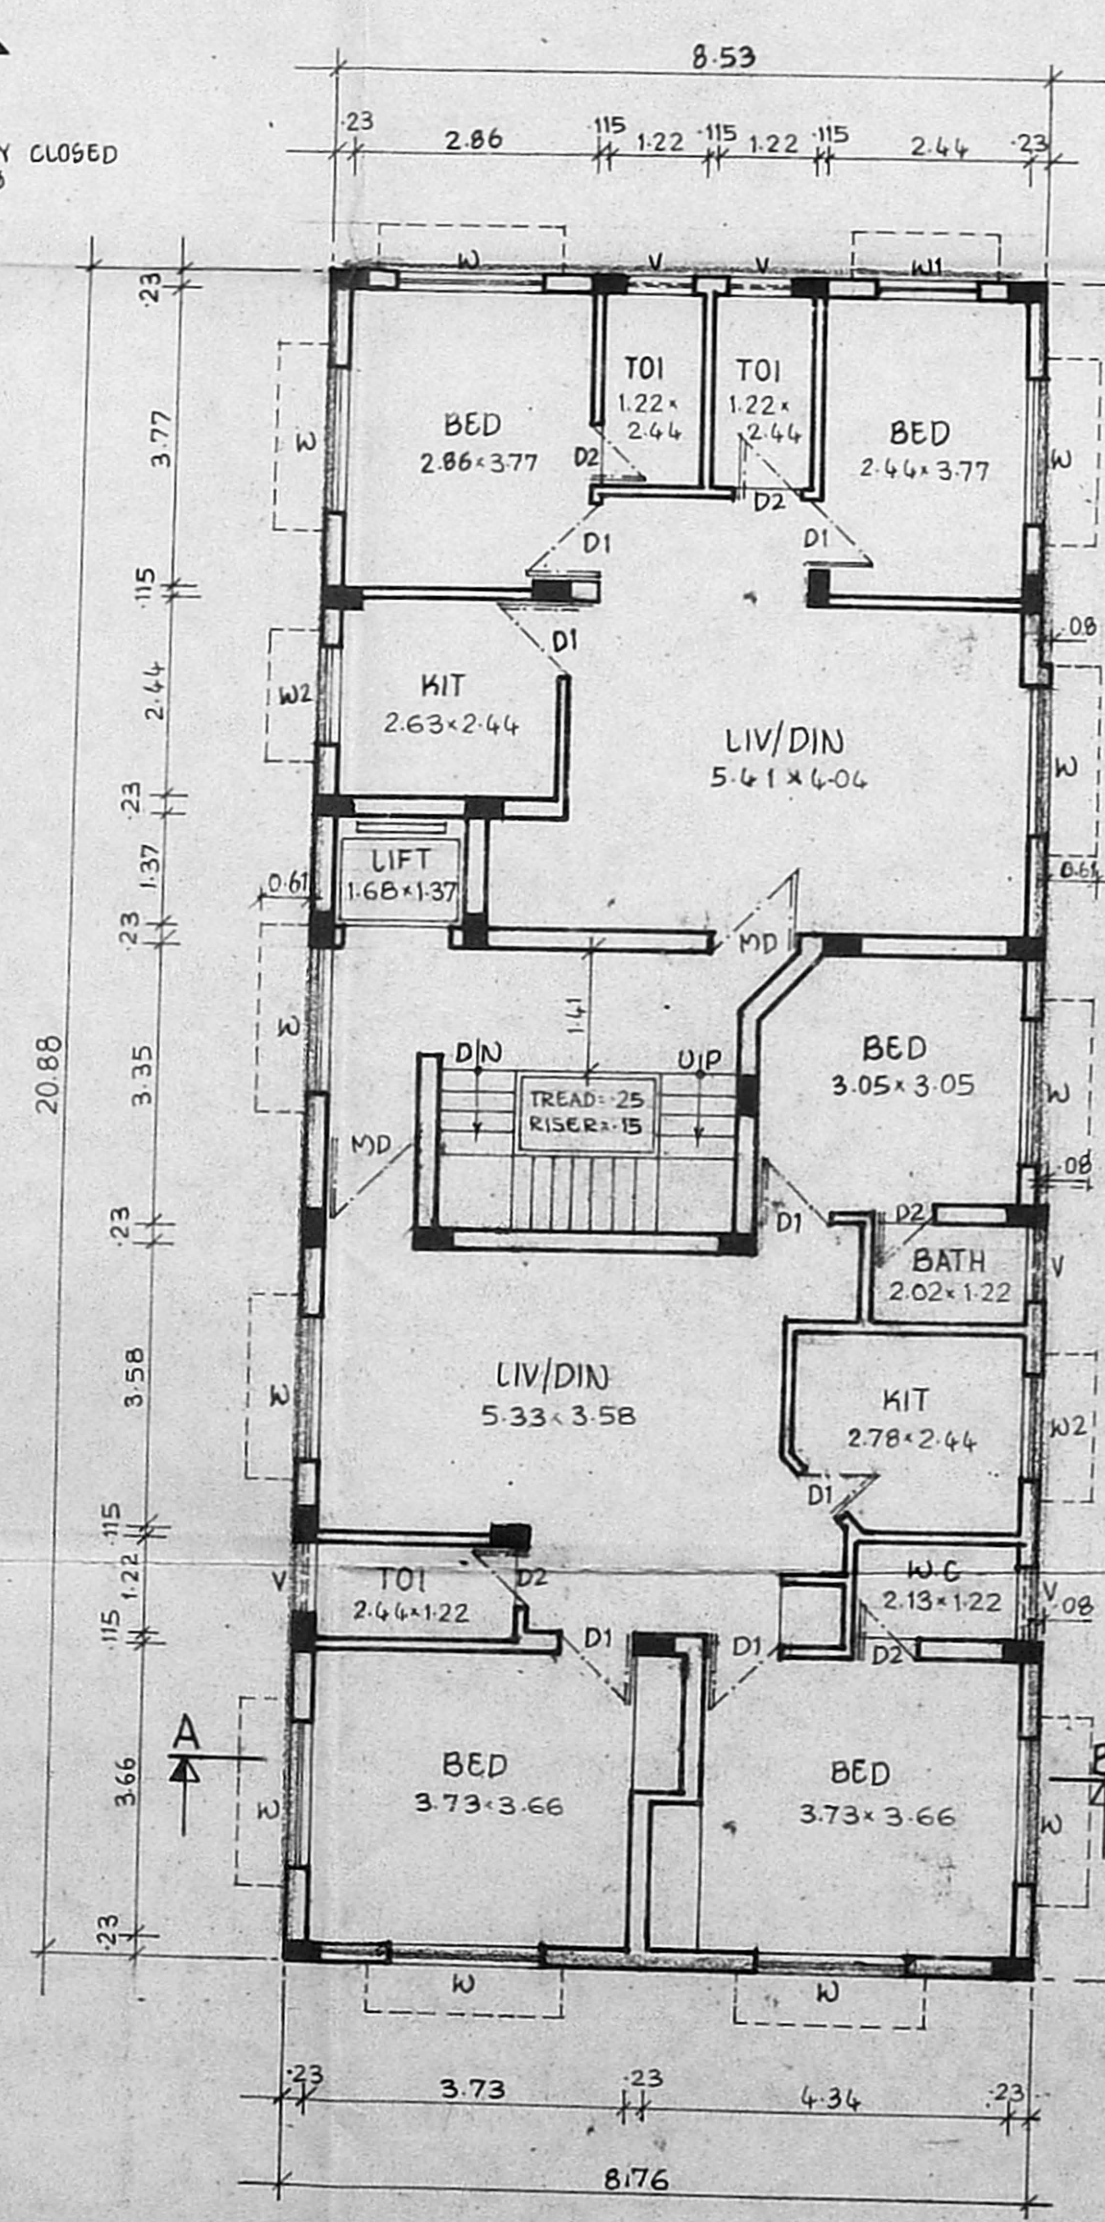 8.53
.23 2.86 .115 1.22 .115 1.22 .115 2.44 .23
CLOSED
W V V W1
.23
3.77
.115
2.44
.23
1.37
.23
3.35
.23
3.58
.115
1.22
.115
3.66
.23
20.88
W
BED
2.86×3.77
TOI
1.22×
2.44
D2
TOI
1.22×
2.44
D2
BED
2.44×3.77
W
D1
D1
D1
.08
W2
KIT
2.63×2.44
LIV/DIN
5.41×4.04
W
LIFT
1.68×1.37
0.61
0.61
MD
W
1.41
DN
UP
TREAD=.25
RISER=.15
BED
3.05×3.05
W
MD
.08
D1
D2
BATH
2.02×1.22
V
W
LIV/DIN
5.33×3.58
KIT
2.78×2.44
W2
D1
V
TOI
2.44×1.22
D2
W.C
2.13×1.22
V
.08
D1
D1
D2
A
W
BED
3.73×3.66
BED
3.73×3.66
W
W
W
.23 3.73 .23 4.34 .23
8.76